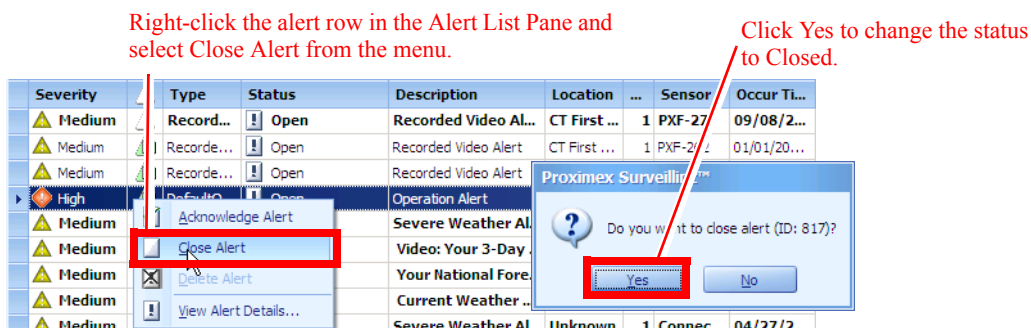 Right-click the alert row in the Alert List Pane and
select Close Alert from the menu.
Click Yes to change the status
to Closed.
Severity Type Status Description Location ... Sensor Occur Ti...
Medium Record... Open Recorded Video Al... CT First ... 1 PXF-27 09/08/2...
Medium Recorde... Open Recorded Video Alert CT First ... 1 01/01/20...
Medium Recorde... Open Recorded Video Alert
High Open Operation Alert
Medium Severe Weather Al.
Medium Video: Your 3-Day .
Medium Your National Fore.
Medium Current Weather ..
Medium Severe Weather Al Unknown 1 Connec 04/27/2
Acknowledge Alert
Close Alert
Delete Alert
View Alert Details...
Proximex Surveillint™
Do you want to close alert (ID: 817)?
Yes No